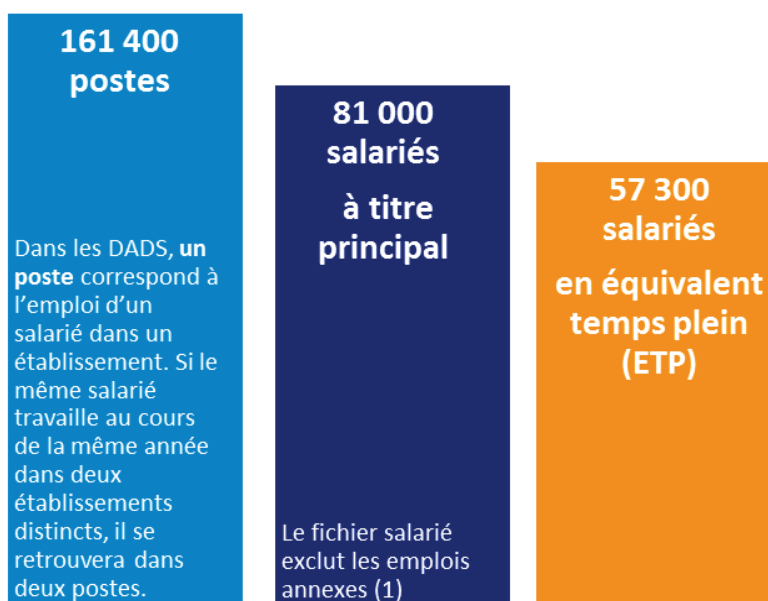 161 400
postes
Dans les DADS, un
poste correspond à
l'emploi d'un
salarié dans un
établissement. Si le
même salarié
travaille au cours
de la même année
dans deux
établissements
distincts, il se
retrouvera dans
deux postes.
81 000
salariés
à titre
principal
Le fichier salarié
exclut les emplois
annexes (1)
57 300
salariés
en équivalent
temps plein
(ETP)